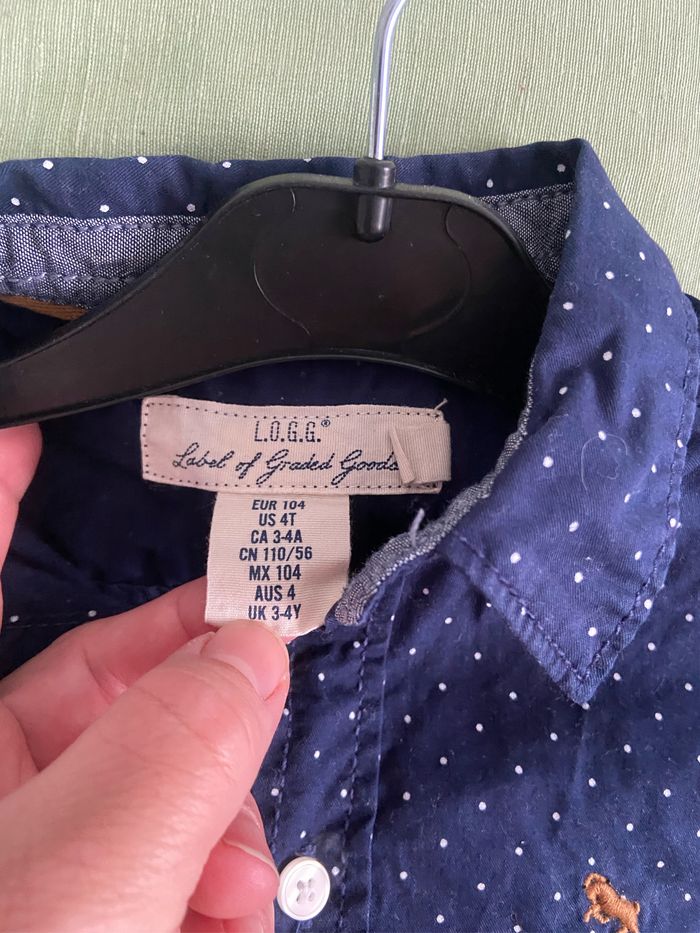 L.O.G.G.®
Label of Graded Goods
EUR 104
US 4T
CA 3-4A
CN 110/56
MX 104
AUS 4
UK 3-4Y